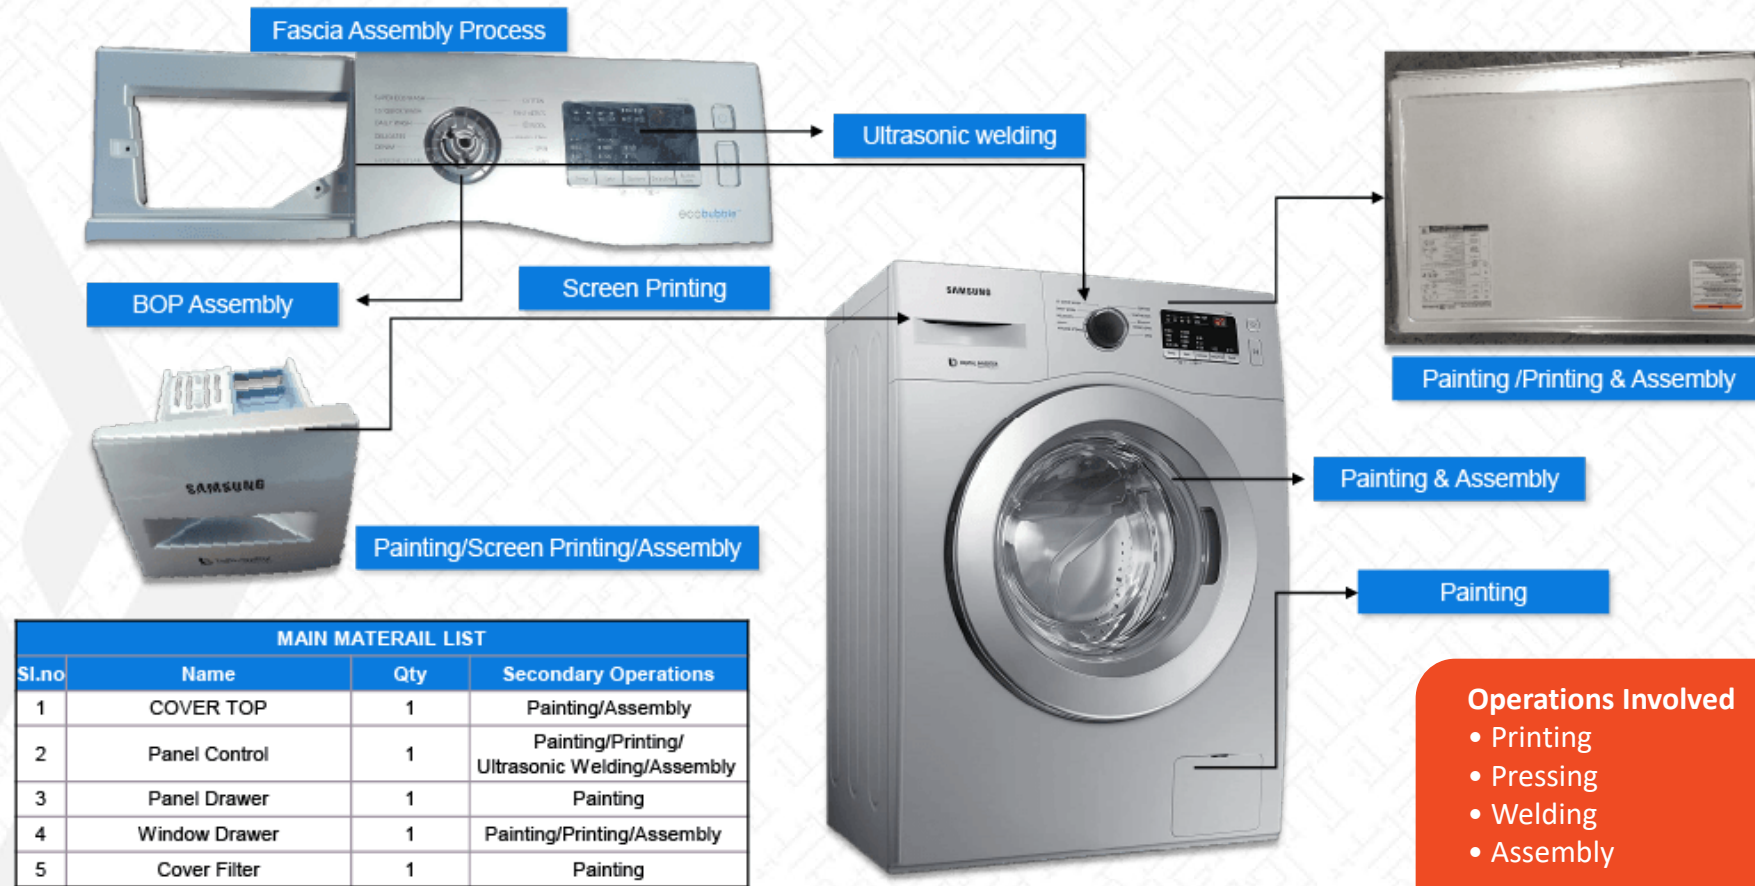 Fascia Assembly Process
ecobubble
Ultrasonic welding
BOP Assembly
Screen Printing
SAMSUNG
Painting /Printing & Assembly
SAMSUNG
Painting & Assembly
Painting/Screen Printing/Assembly
Painting
MAIN MATERAIL LIST
Sl.no Name Qty Secondary Operations
1 COVER TOP 1 Painting/Assembly
2 Panel Control 1 Painting/Printing/
Ultrasonic Welding/Assembly
3 Panel Drawer 1 Painting
4 Window Drawer 1 Painting/Printing/Assembly
5 Cover Filter 1 Painting
Operations Involved
• Printing
• Pressing
• Welding
• Assembly